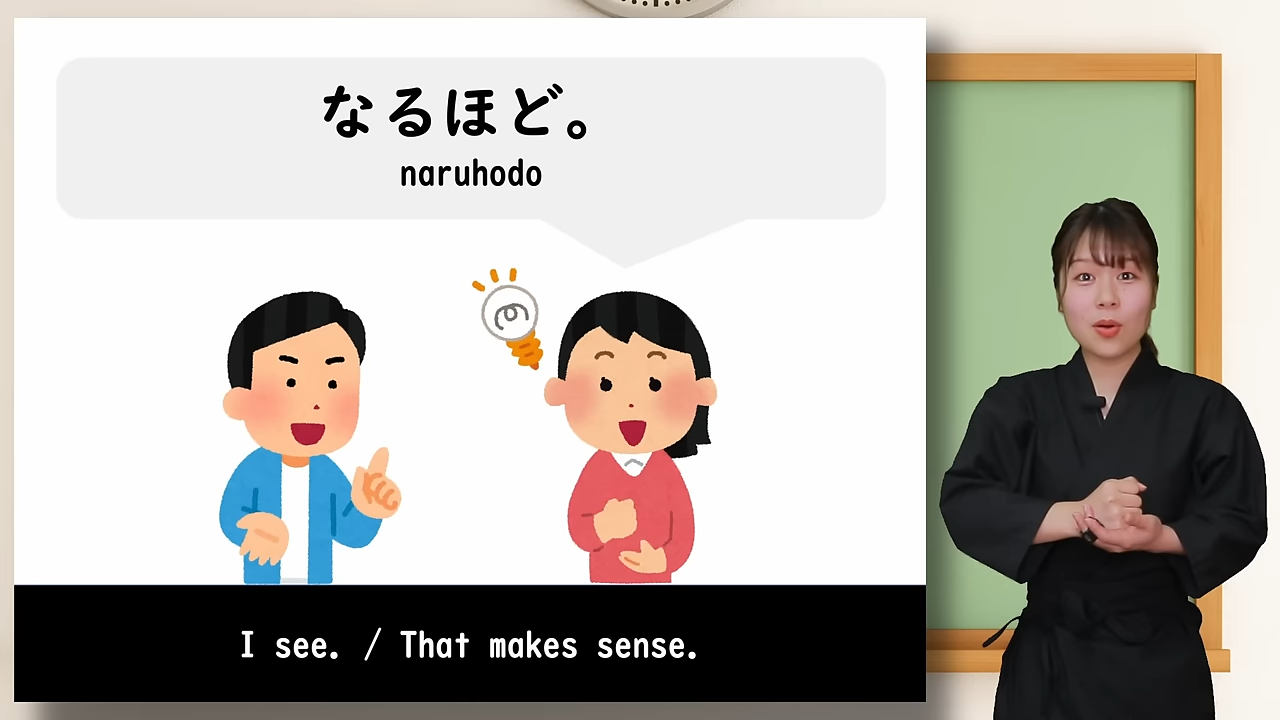 なるほど。
naruhodo
I see. / That makes sense.